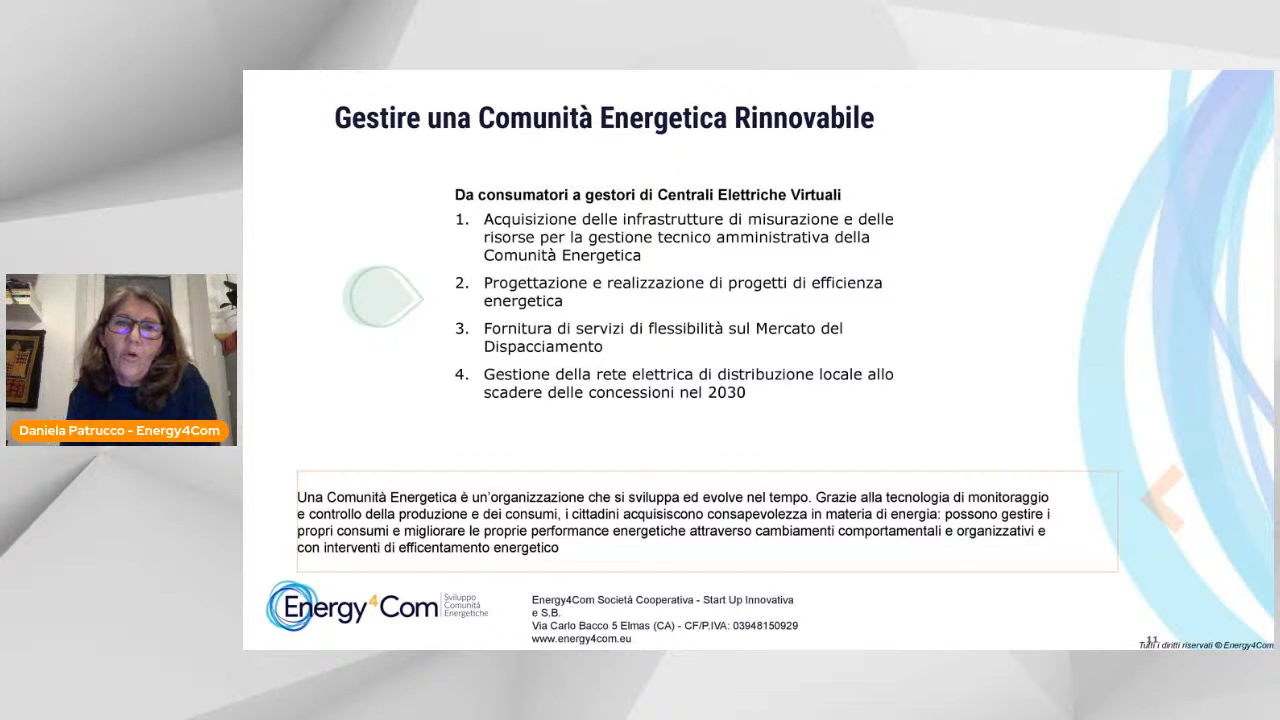 Gestire una Comunità Energetica Rinnovabile
Da consumatori a gestori di Centrali Elettriche Virtuali
1. Acquisizione delle infrastrutture di misurazione e delle
risorse per la gestione tecnico amministrativa della
Comunità Energetica
2. Progettazione e realizzazione di progetti di efficienza
energetica
3. Fornitura di servizi di flessibilità sul Mercato del
Dispacciamento
4. Gestione della rete elettrica di distribuzione locale allo
scadere delle concessioni nel 2030
Daniela Patrucco - Energy4Com
Una Comunità Energetica è un'organizzazione che si sviluppa ed evolve nel tempo. Grazie alla tecnologia di monitoraggio
e controllo della produzione e dei consumi, i cittadini acquisiscono consapevolezza in materia di energia: possono gestire i
propri consumi e migliorare le proprie performance energetiche attraverso cambiamenti comportamentali e organizzativi e
con interventi di efficentamento energetico
Energy4Com
Sviluppo
Comunità
Energetiche
Energy4Com Società Cooperativa - Start Up Innovativa
e S.B.
Via Carlo Bacco 5 Elmas (CA) - CF/P.IVA: 03948150929
www.energy4com.eu
11
Tutti i diritti riservati © Energy4Com